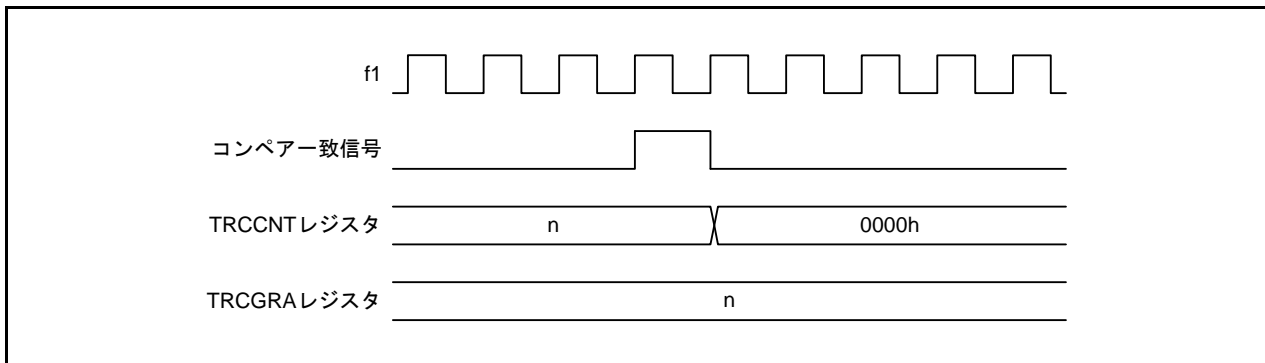 f1
コンペア一致信号
TRCCNTレジスタ
n
0000h
TRCGRAレジスタ
n